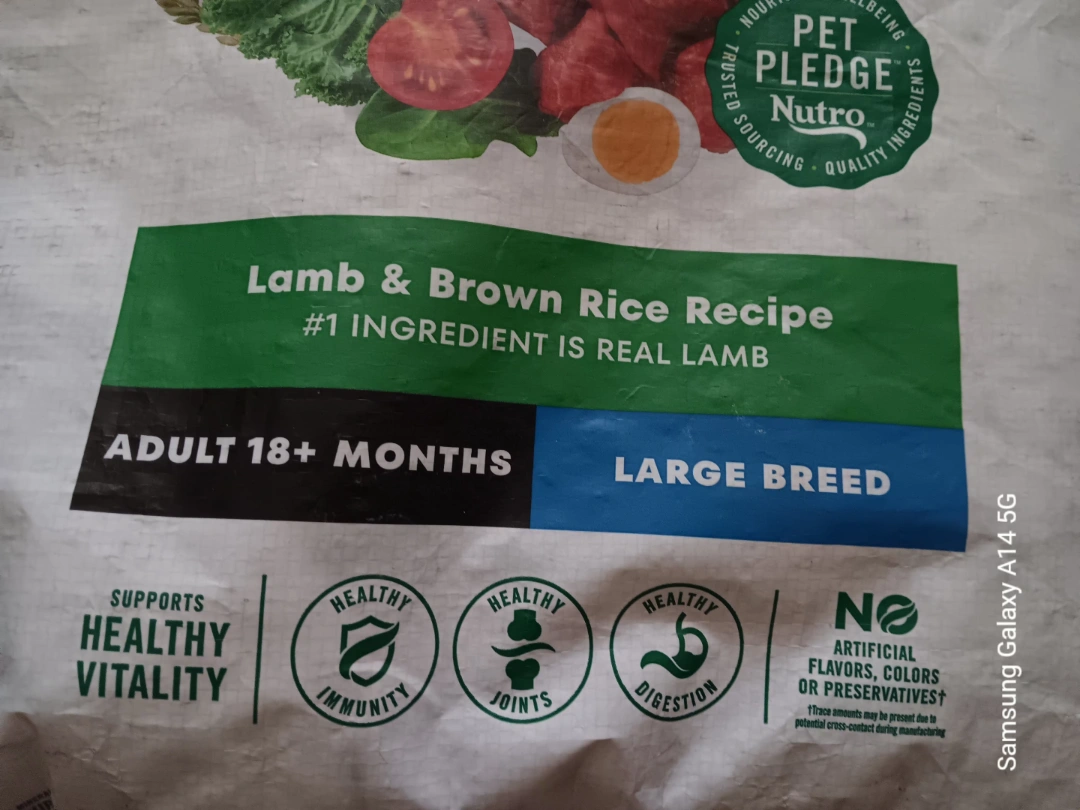 PET
PLEDGE™
Nutro™
TRUSTED SOURCING • QUALITY INGREDIENTS
Lamb & Brown Rice Recipe
#1 INGREDIENT IS REAL LAMB
ADULT 18+ MONTHS
LARGE BREED
SUPPORTS
HEALTHY
VITALITY
HEALTHY
IMMUNITY
HEALTHY
JOINTS
HEALTHY
DIGESTION
NO
ARTIFICIAL
FLAVORS, COLORS
OR PRESERVATIVES†
†Trace amounts may be present due to
potential cross-contact during manufacturing
Samsung Galaxy A14 5G